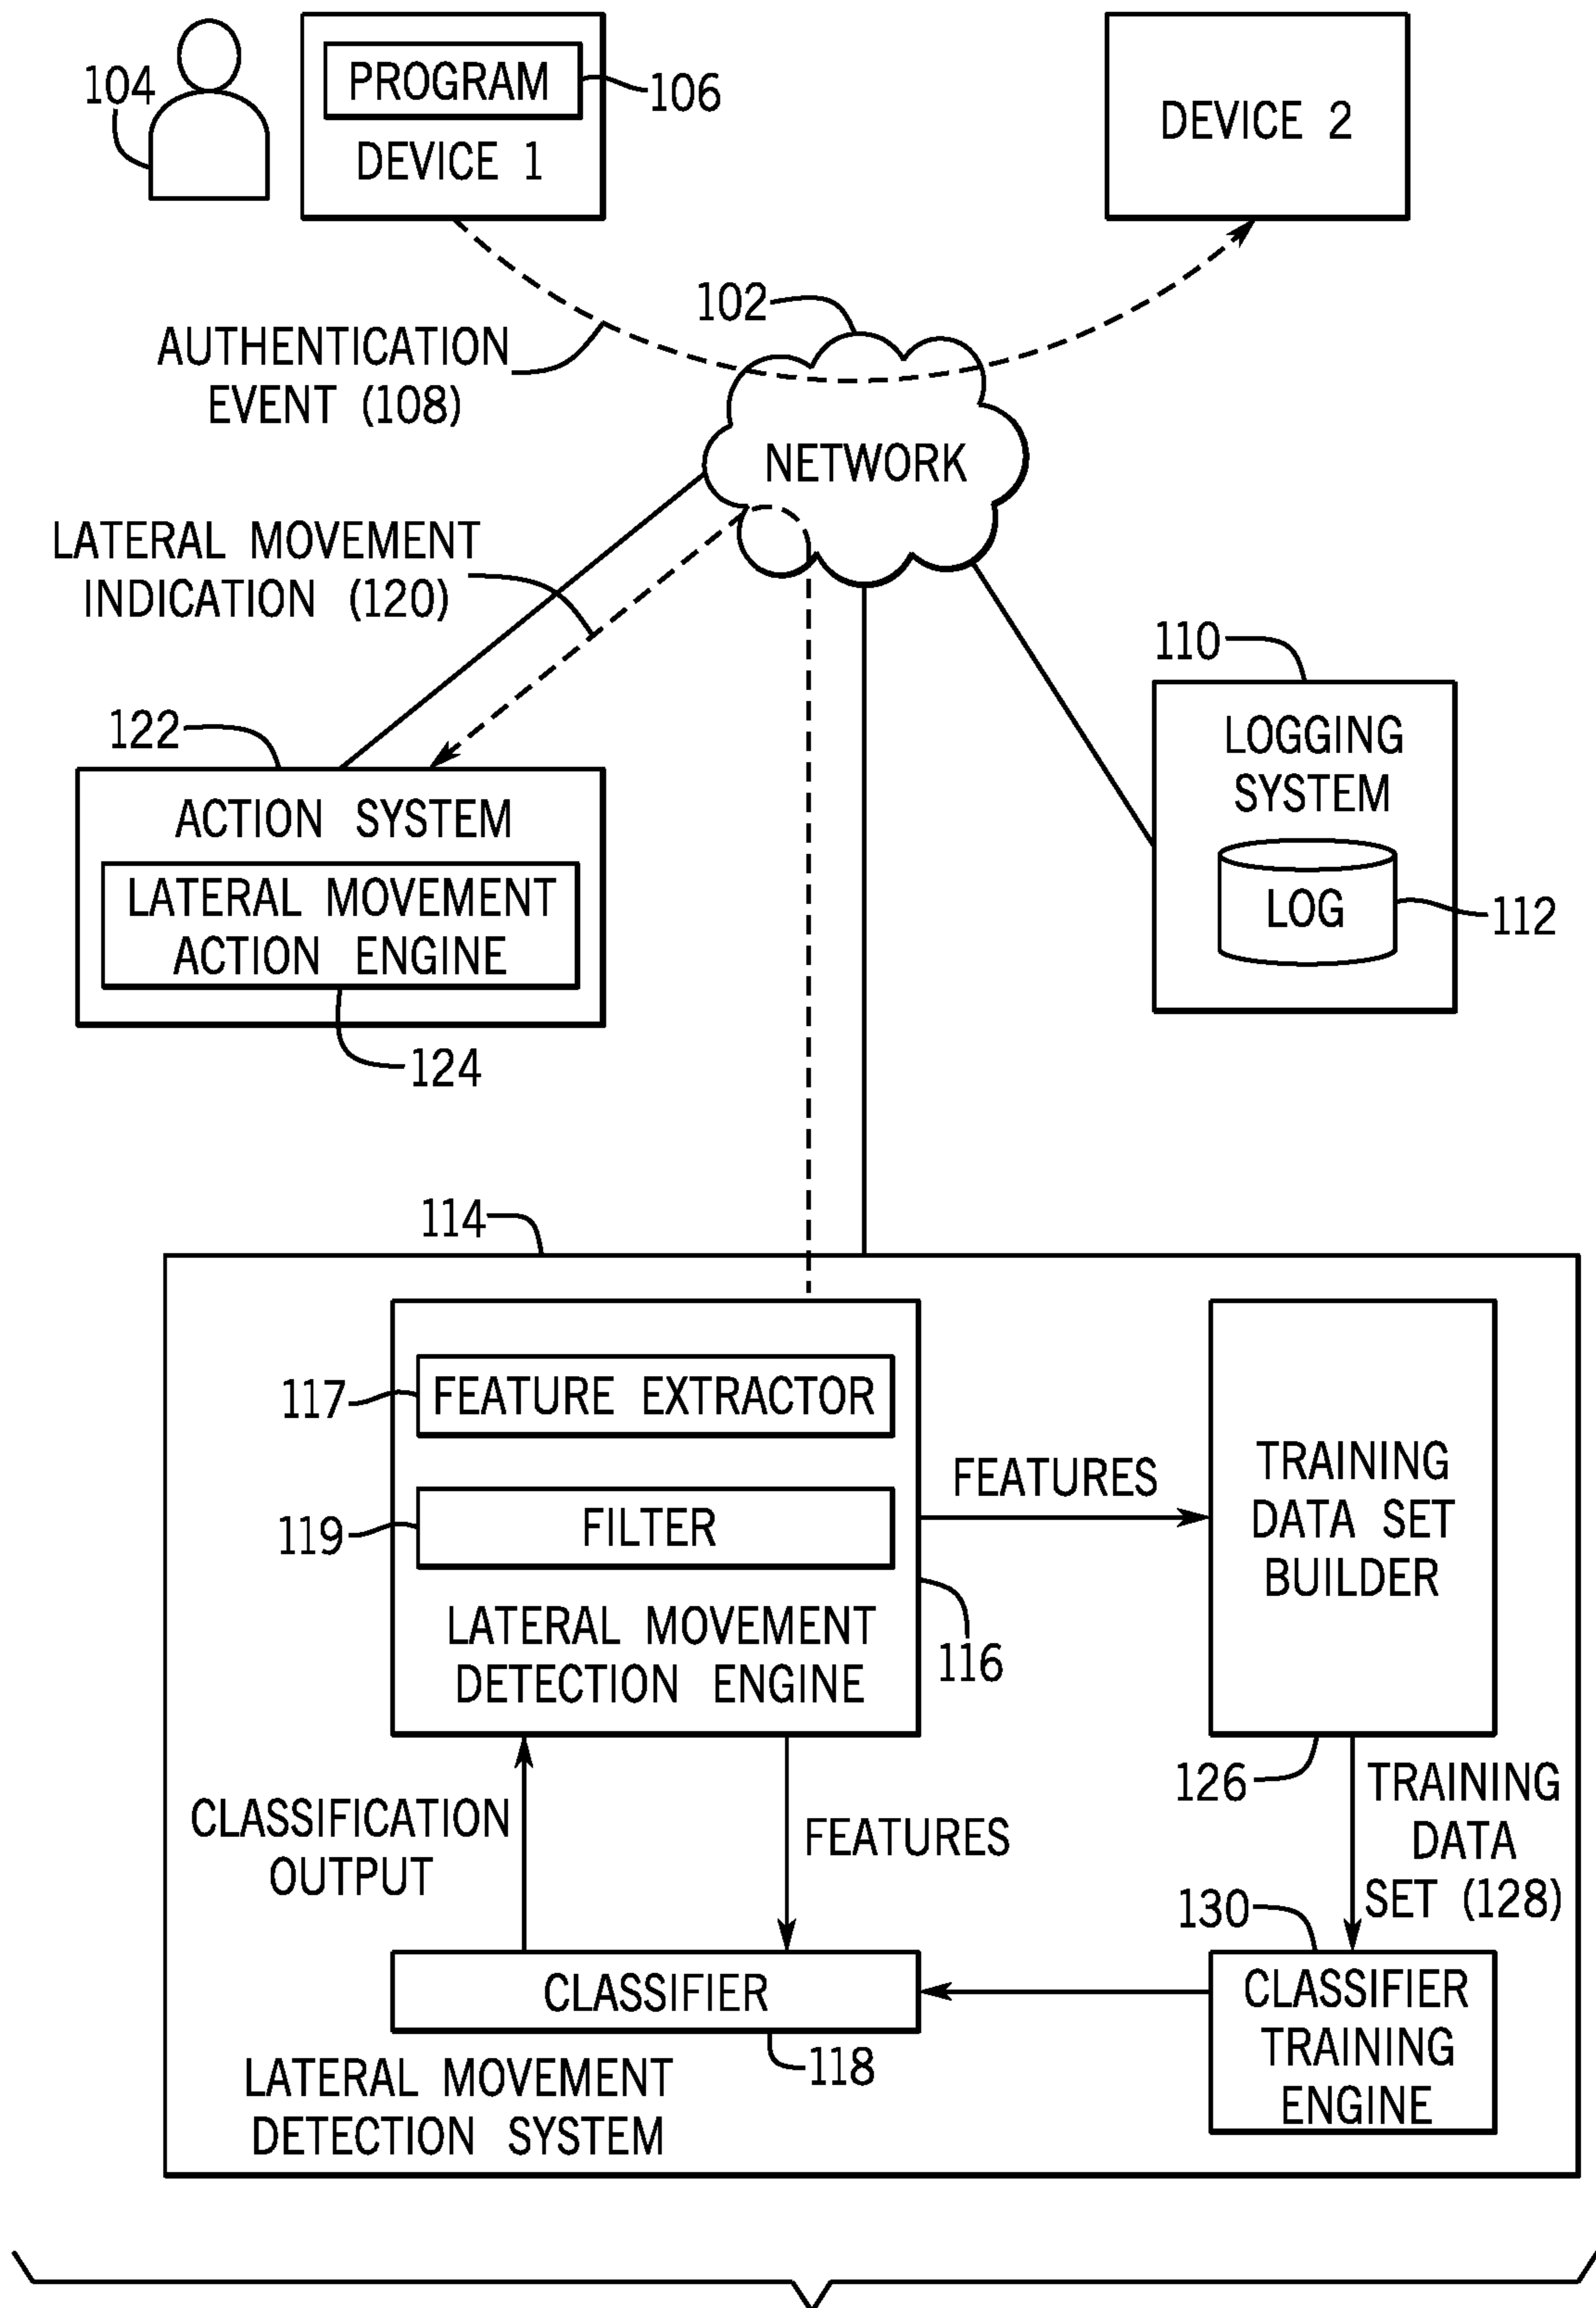 104
PROGRAM
106
DEVICE 1
DEVICE 2
102
AUTHENTICATION
EVENT (108)
NETWORK
LATERAL MOVEMENT
INDICATION (120)
110
122
LOGGING
SYSTEM
ACTION SYSTEM
LATERAL MOVEMENT
ACTION ENGINE
LOG
112
124
114
117
FEATURE EXTRACTOR
FEATURES
TRAINING
DATA SET
BUILDER
119
FILTER
LATERAL MOVEMENT
DETECTION ENGINE
116
126
TRAINING
DATA
SET (128)
CLASSIFICATION
OUTPUT
FEATURES
130
CLASSIFIER
CLASSIFIER
TRAINING
ENGINE
118
LATERAL MOVEMENT
DETECTION SYSTEM